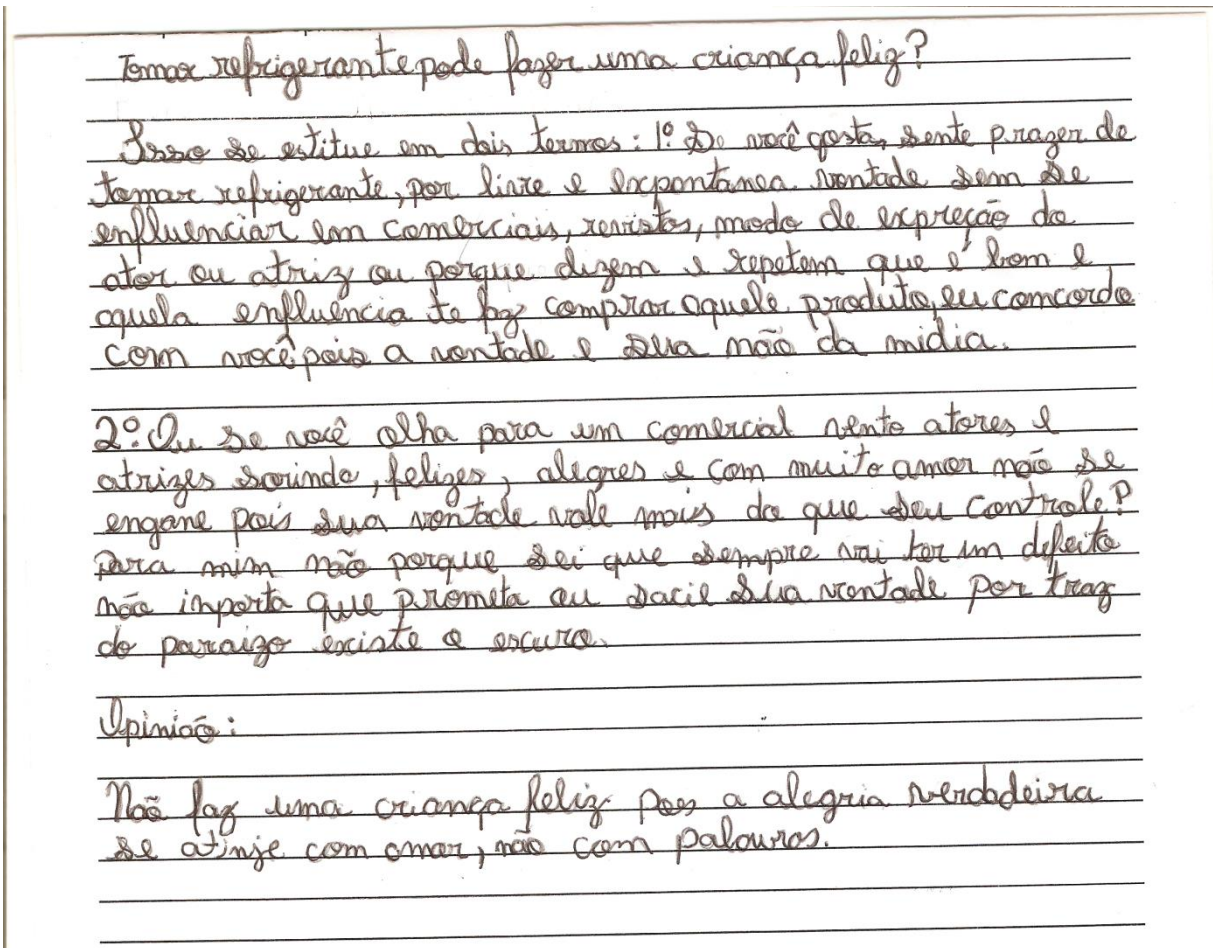 Tomar refrigerante pode fazer uma criança feliz?
Isso se estitue em dois termos: 1º. Se você gosta, sente prazer de
tomar refrigerante, por livre e expontanea vontade sem se
enfluenciar em comerciais, revistas, modo de expreção do
ator ou atriz ou porque dizem e repetem que é bom e
aquela enfluência te faz comprar aquele produto, eu comcordo
com você pois a vontade e sua não da midia.
2º. Ou se você olha para um comercial vento atores e
atrizes sorindo, felizes, alegres e com muito amor não se
engane pois sua vontade vale mais do que seu controle?
Para mim não porque sei que sempre vai ter um defeito
não inporta que prometa ou sacie sua vontade por traz
do paraizo existe o escuro.
Opinião:
Não faz uma criança feliz pois a alegria verdadeira
se atinje com amar, não com palavras.